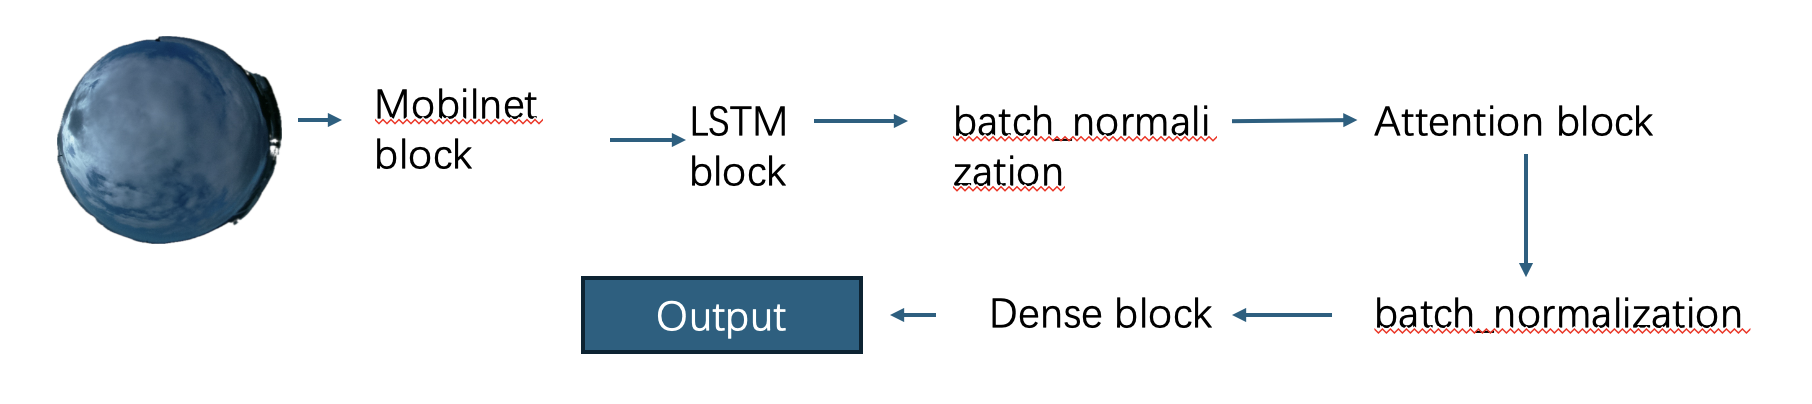 Mobilnet
block
LSTM
block
batch_normali
zation
Attention block
batch_normalization
Dense block
Output